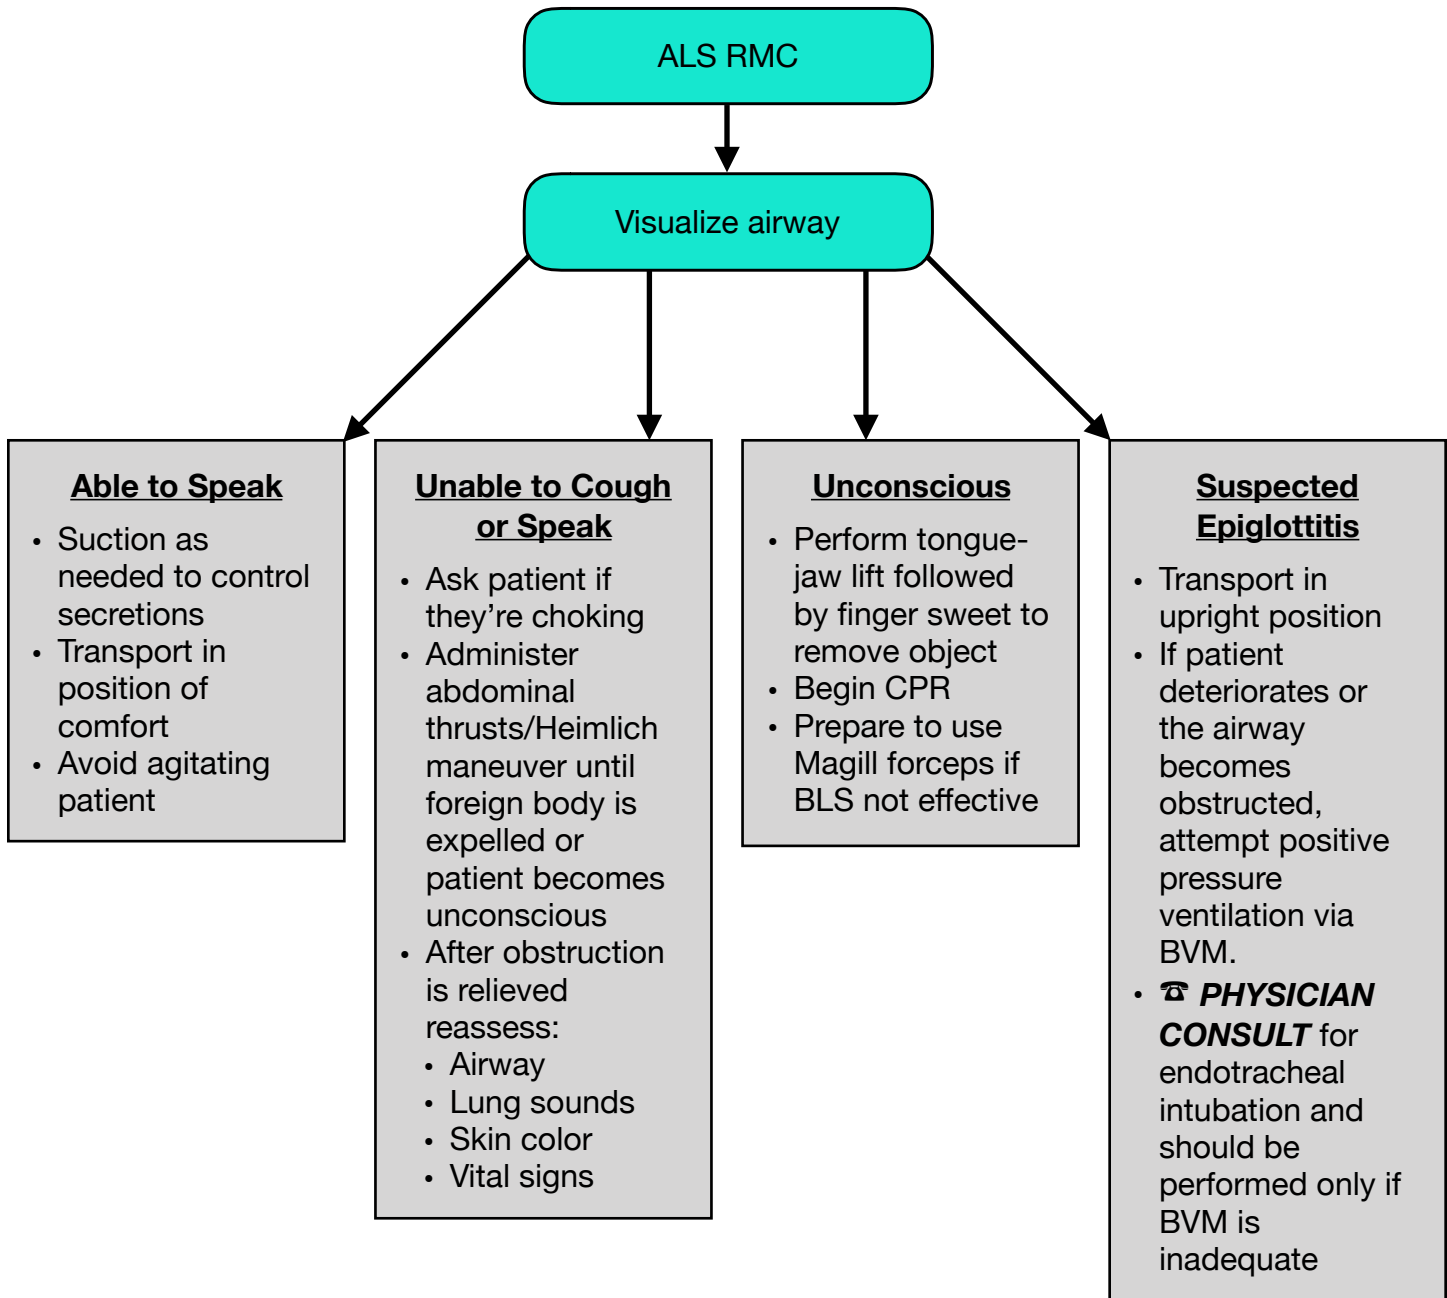 ALS RMC
Visualize airway
Able to Speak
• Suction as
needed to control
secretions
• Transport in
position of
comfort
• Avoid agitating
patient
Unable to Cough
or Speak
• Ask patient if
they’re choking
• Administer
abdominal
thrusts/Heimlich
maneuver until
foreign body is
expelled or
patient becomes
unconscious
• After obstruction
is relieved
reassess:
• Airway
• Lung sounds
• Skin color
• Vital signs
Unconscious
• Perform tongue-
jaw lift followed
by finger sweet to
remove object
• Begin CPR
• Prepare to use
Magill forceps if
BLS not effective
Suspected
Epiglottitis
• Transport in
upright position
• If patient
deteriorates or
the airway
becomes
obstructed,
attempt positive
pressure
ventilation via
BVM.
• ☎ PHYSICIAN
CONSULT for
endotracheal
intubation and
should be
performed only if
BVM is
inadequate